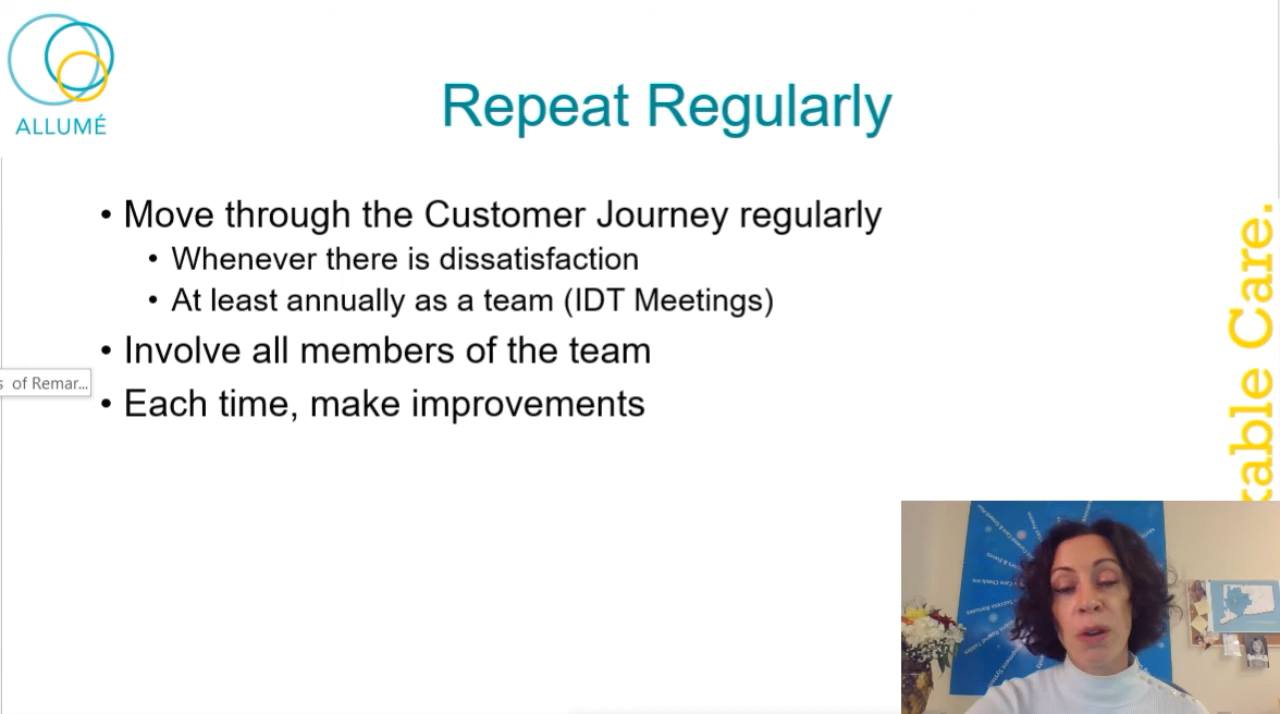 ALLUMÉ
Repeat Regularly
• Move through the Customer Journey regularly
• Whenever there is dissatisfaction
• At least annually as a team (IDT Meetings)
• Involve all members of the team
s of Remar...
• Each time, make improvements
kable Care.